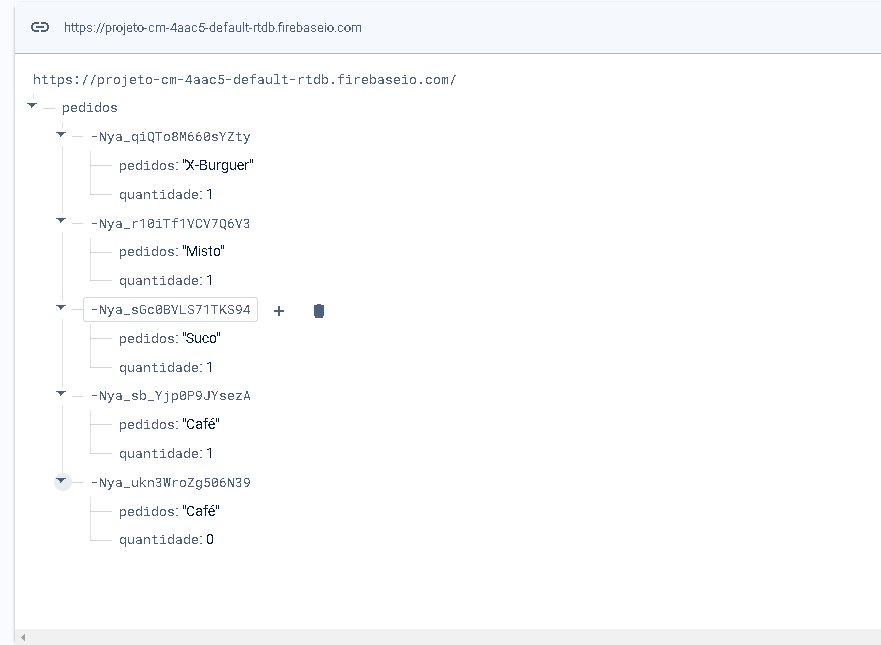 https://projeto-cm-4aac5-default-rtdb.firebaseio.com
https://projeto-cm-4aac5-default-rtdb.firebaseio.com/
pedidos
-Nya_qiQTo8M660sYZty
pedidos: "X-Burguer"
quantidade: 1
-Nya_r10iTf1VCV7Q6V3
pedidos: "Misto"
quantidade: 1
-Nya_sGc0BVLS71TKS94
pedidos: "Suco"
quantidade: 1
-Nya_sb_Yjp0P9JYsezA
pedidos: "Café"
quantidade: 1
-Nya_ukn3WroZg506N39
pedidos: "Café"
quantidade: 0